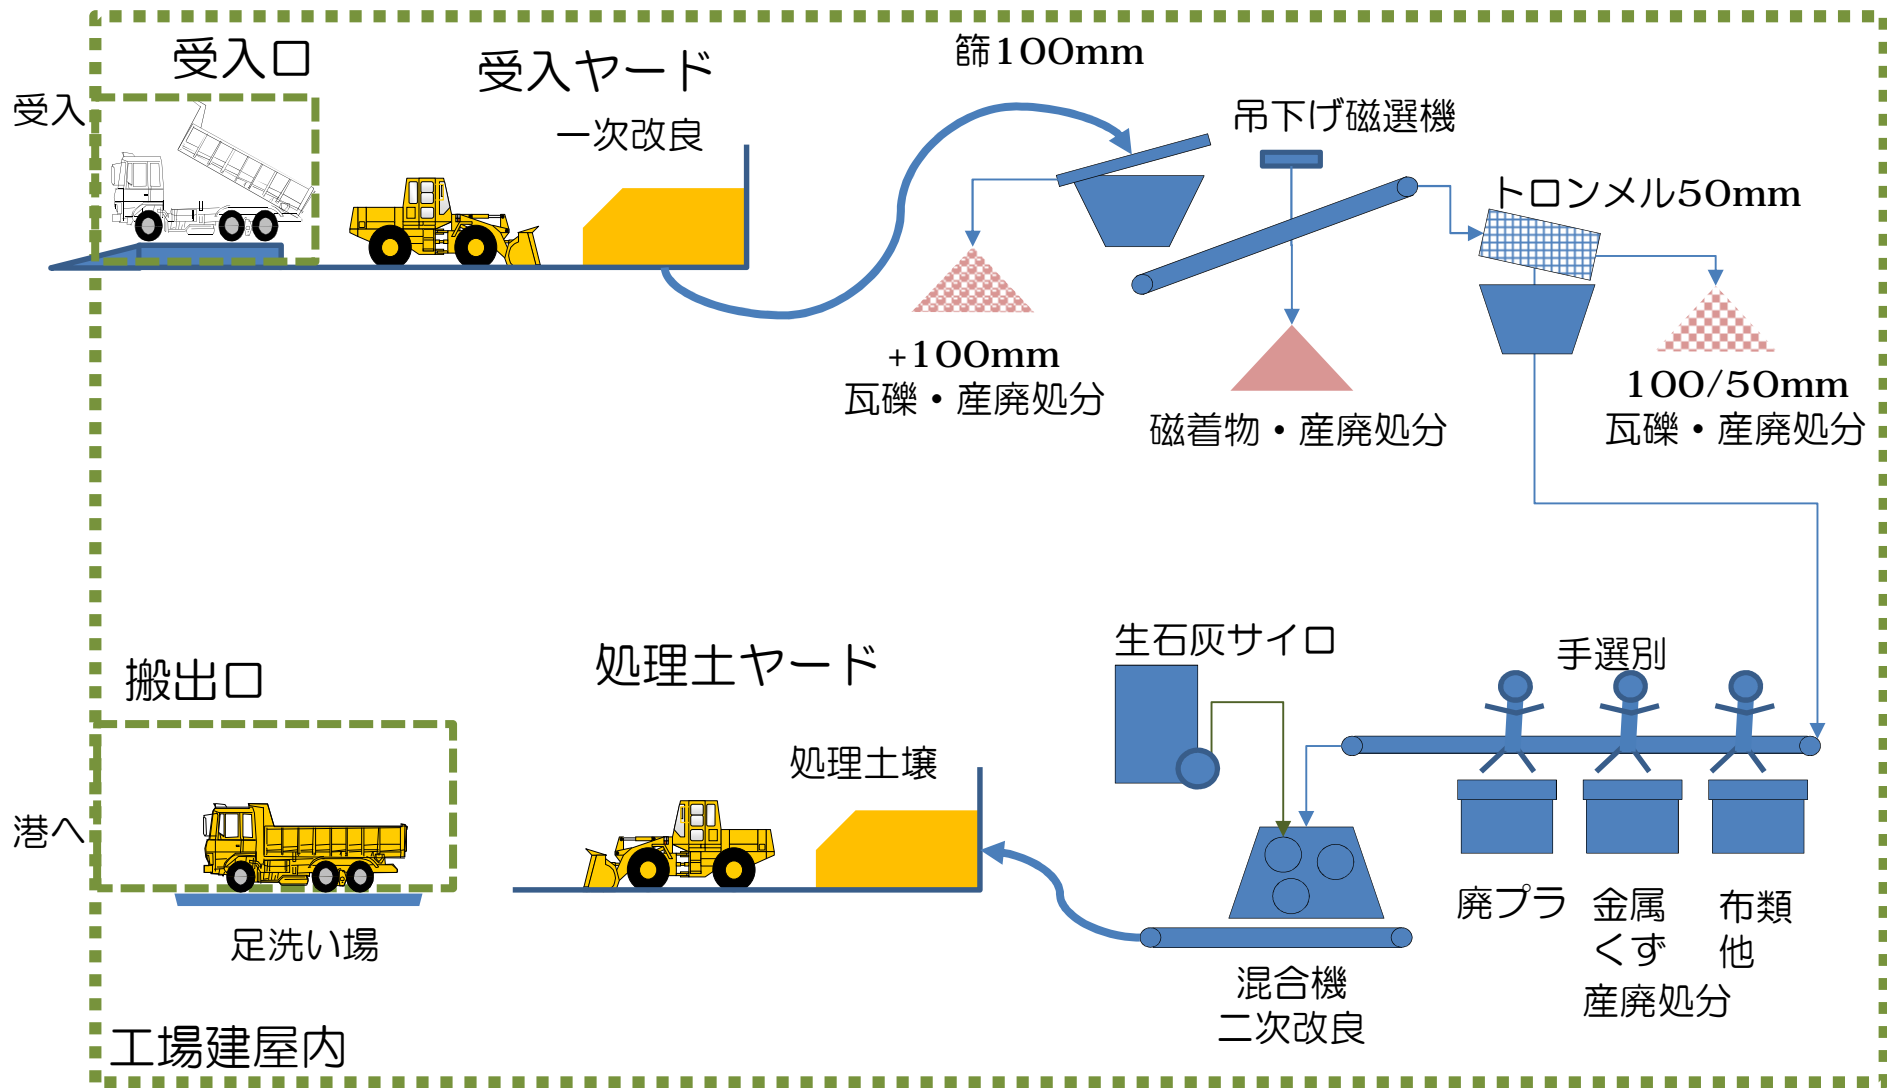 受入口
受入
受入ヤード
一次改良
篩100mm
吊下げ磁選機
トロンメル50mm
+100mm
瓦礫・産廃処分
磁着物・産廃処分
100/50mm
瓦礫・産廃処分
搬出口
港へ
足洗い場
処理土ヤード
処理土壌
生石灰サイロ
手選別
廃プラ
金属
くず
布類
他
産廃処分
混合機
二次改良
工場建屋内